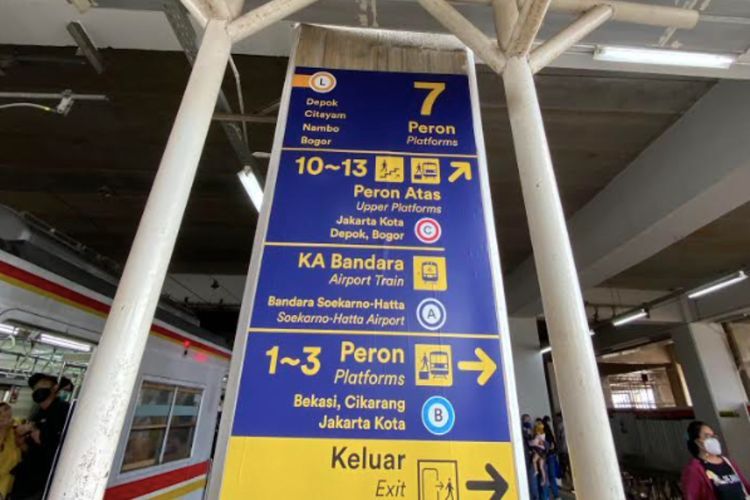 L
7
Depok
Citayam
Nambo
Bogor
Peron
Platforms
10~13
Peron Atas
Upper Platforms
Jakarta Kota
Depok, Bogor
C
KA Bandara
Airport Train
Bandara Soekarno-Hatta
Soekarno-Hatta Airport
A
1~3 Peron
Platforms
Bekasi, Cikarang
Jakarta Kota
B
Keluar
Exit